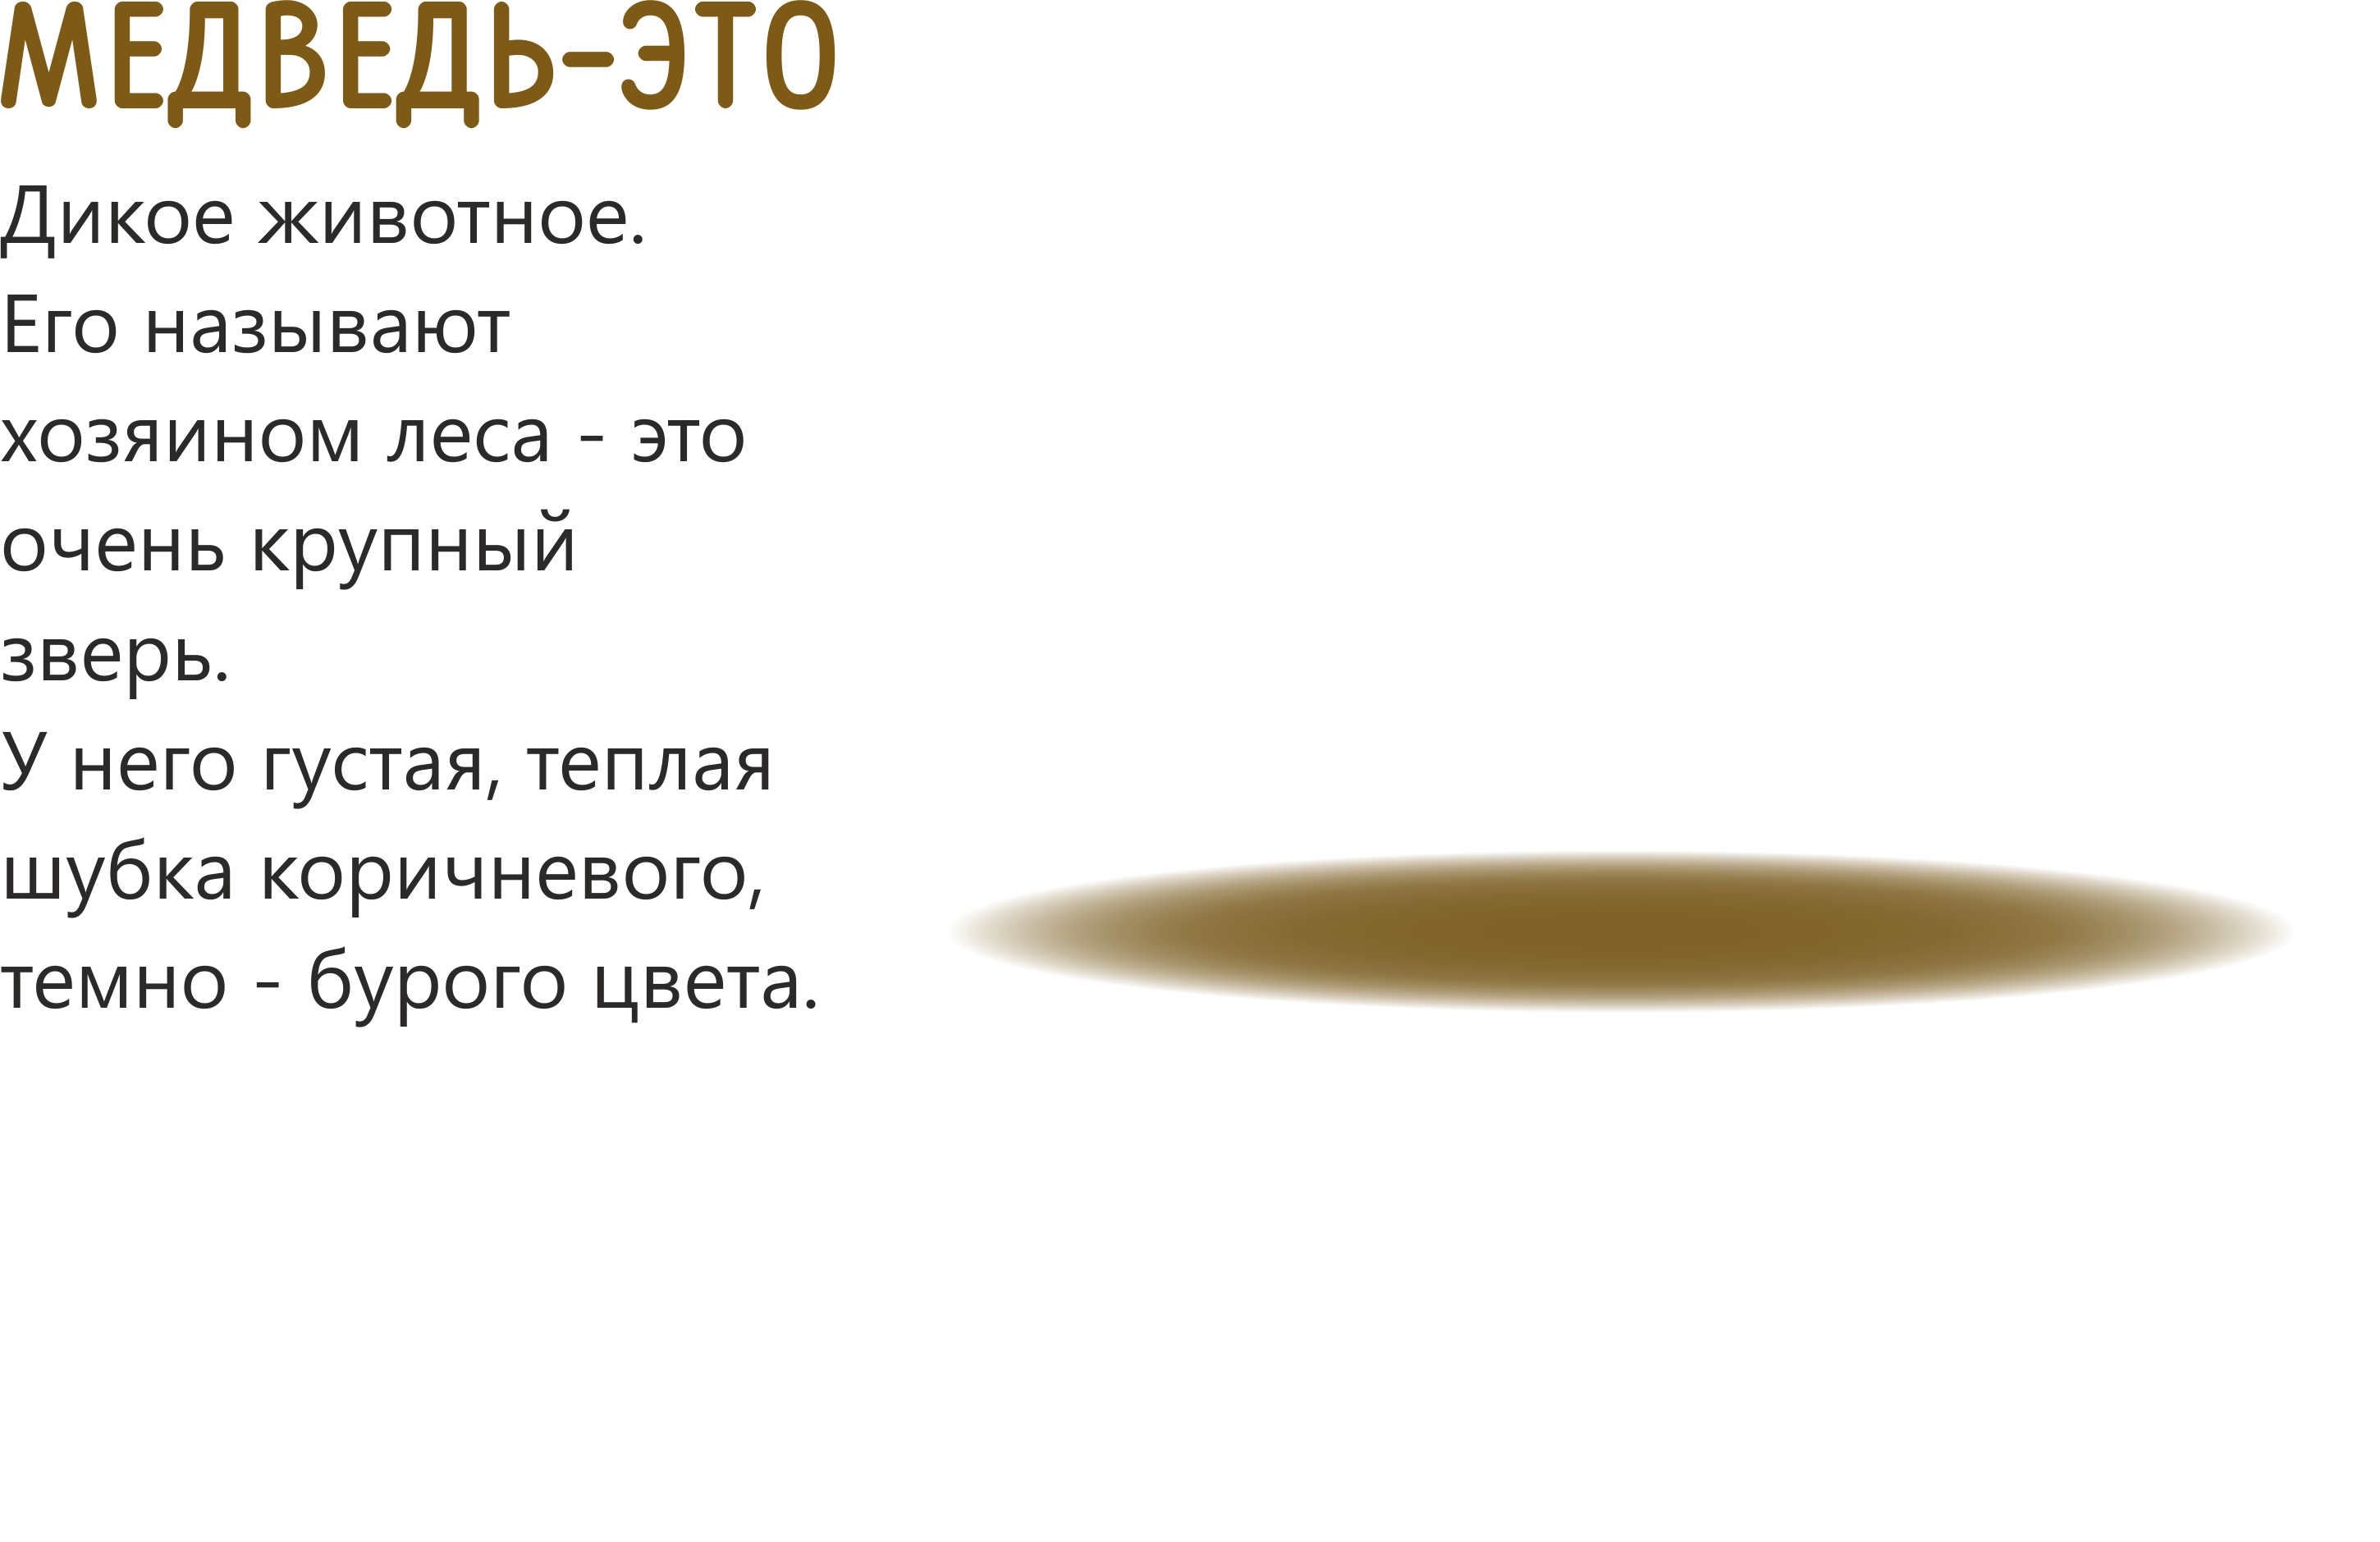 МЕДВЕДЬ-ЭТО
Дикое животное.
Его называют
хозяином леса - это
очень крупный
зверь.
У него густая, теплая
шубка коричневого,
темно - бурого цвета.